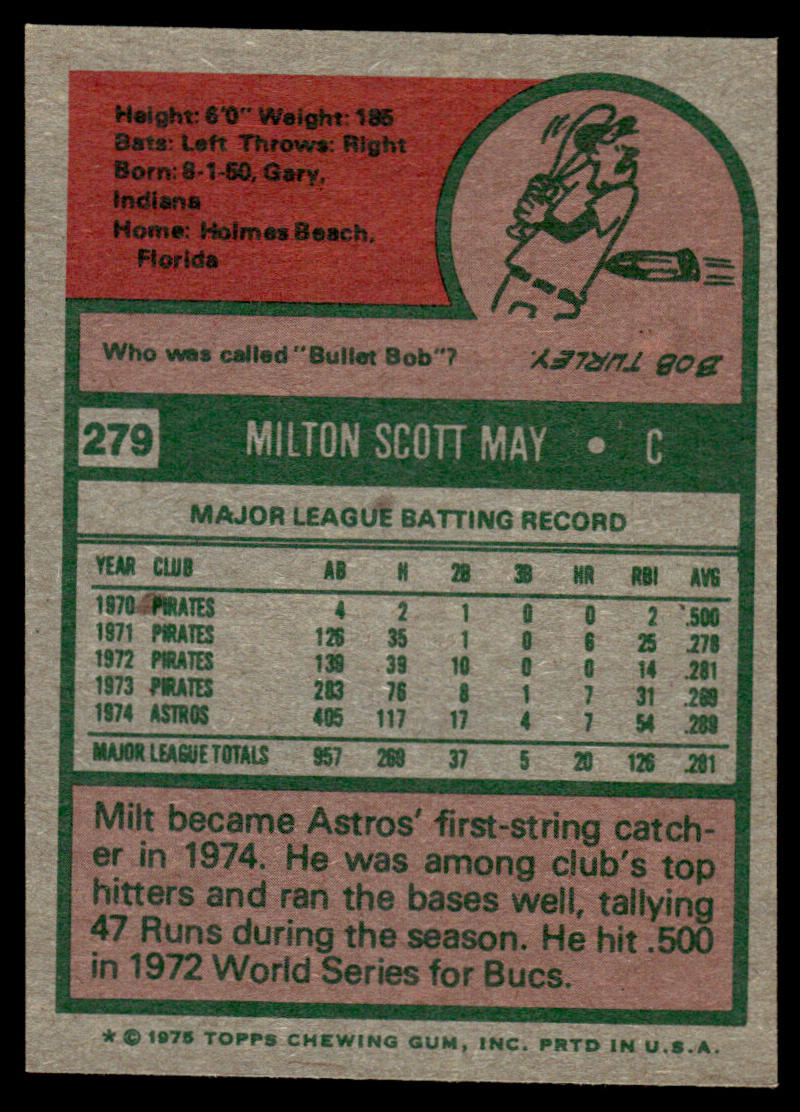 Height: 6'0" Weight: 185
Bats: Left Throws: Right
Born: 8-1-50, Gary,
Indiana
Home: Holmes Beach,
Florida
Who was called "Bullet Bob"?
BOB TURLEY.
279 MILTON SCOTT MAY • C
MAJOR LEAGUE BATTING RECORD
YEAR CLUB AB H 2B 3B HR RBI AVG
1970 PIRATES 4 2 1 0 0 2 .500
1971 PIRATES 126 35 1 0 6 25 .278
1972 PIRATES 139 39 10 0 0 14 .281
1973 PIRATES 283 76 8 1 7 31 .269
1974 ASTROS 405 117 17 4 7 54 .289
MAJOR LEAGUE TOTALS 957 269 37 5 20 126 .281
Milt became Astros' first-string catch-
er in 1974. He was among club's top
hitters and ran the bases well, tallying
47 Runs during the season. He hit .500
in 1972 World Series for Bucs.
* © 1975 TOPPS CHEWING GUM, INC. PRTD IN U.S.A.